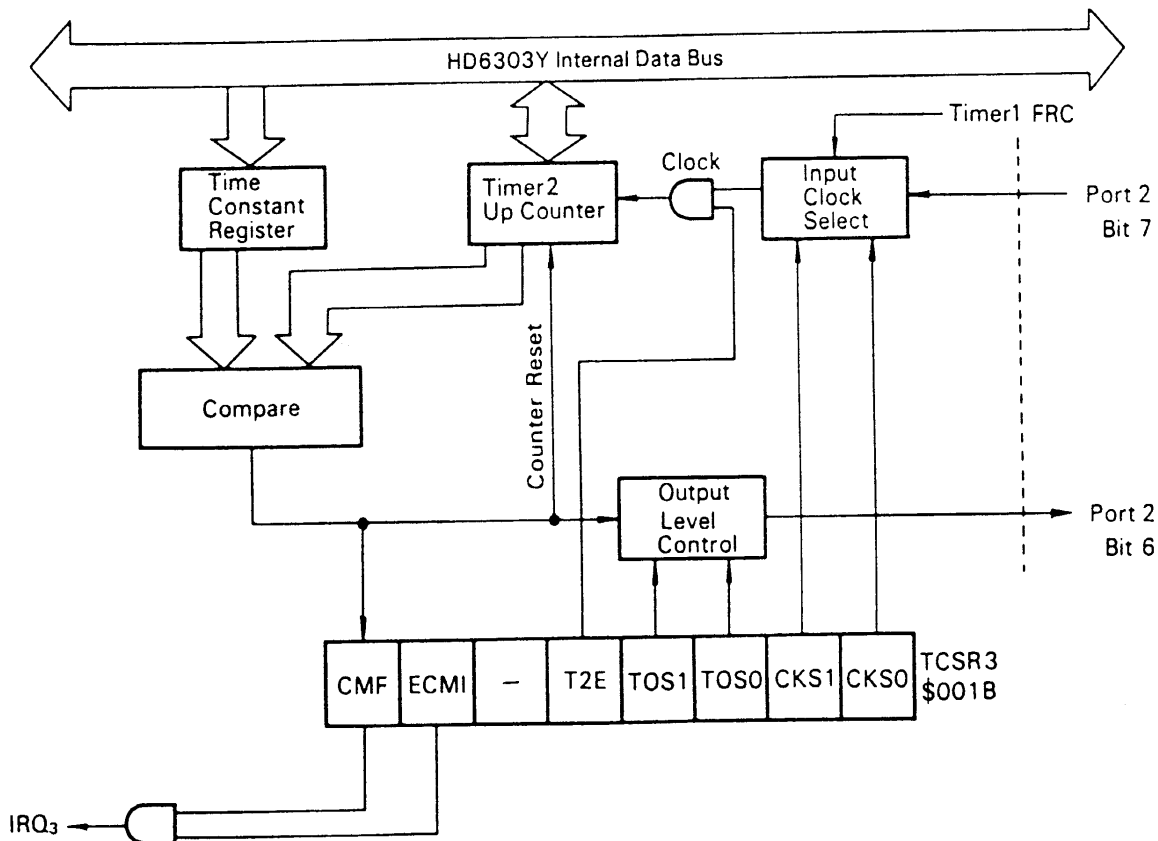 HD6303Y Internal Data Bus
Timer1 FRC
Clock
Time
Constant
Register
Timer2
Up Counter
Input
Clock
Select
Port 2
Bit 7
Counter Reset
Compare
Output
Level
Control
Port 2
Bit 6
CMF
ECMI
–
T2E
TOS1
TOS0
CKS1
CKS0
TCSR3
$001B
IRQ₃